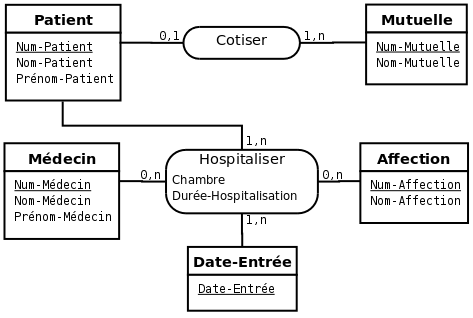 Patient
Num-Patient
Nom-Patient
Prénom-Patient
0,1
Cotiser
1,n
Mutuelle
Num-Mutuelle
Nom-Mutuelle
1,n
Médecin
Num-Médecin
Nom-Médecin
Prénom-Médecin
0,n
Hospitaliser
Chambre
Durée-Hospitalisation
0,n
Affection
Num-Affection
Nom-Affection
1,n
Date-Entrée
Date-Entrée